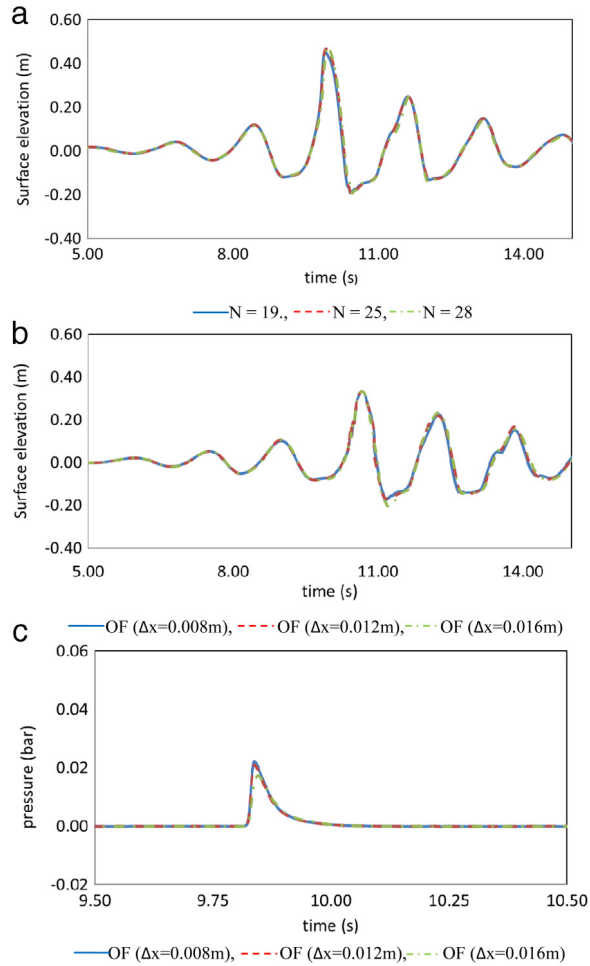 a
0.60
0.40
0.20
0.00
-0.20
-0.40
Surface elevation (m)
5.00 8.00 11.00 14.00
time (s)
N = 19., N = 25, N = 28
b
0.60
0.40
0.20
0.00
-0.20
-0.40
Surface elevation (m)
5.00 8.00 11.00 14.00
time (s)
OF (Δx=0.008m), OF (Δx=0.012m), OF (Δx=0.016m)
c
0.06
0.04
0.02
0.00
-0.02
pressure (bar)
9.50 9.75 10.00 10.25 10.50
time (s)
OF (Δx=0.008m), OF (Δx=0.012m), OF (Δx=0.016m)